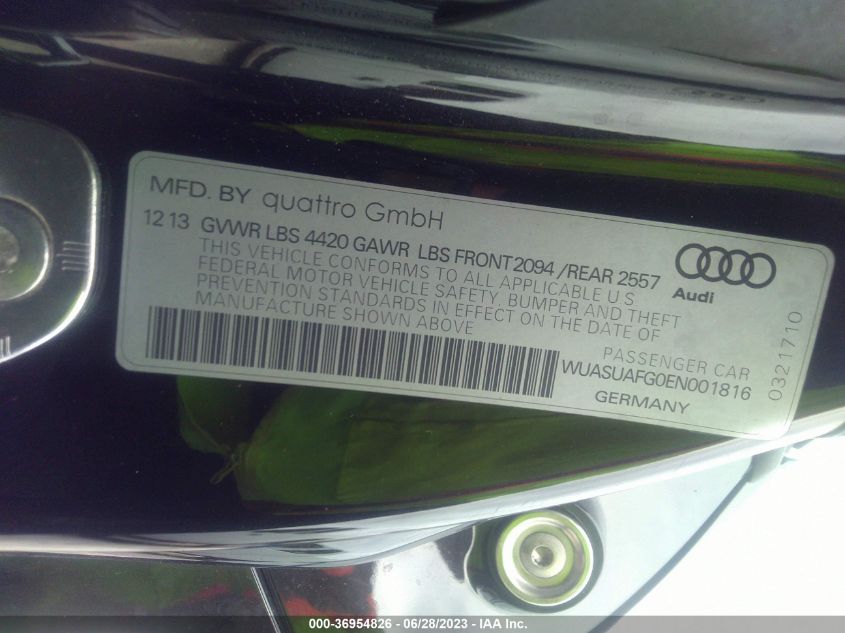 MFD. BY quattro GmbH
12 13 GVWR LBS 4420 GAWR LBS FRONT 2094 / REAR 2557
THIS VEHICLE CONFORMS TO ALL APPLICABLE U S
FEDERAL MOTOR VEHICLE SAFETY, BUMPER AND THEFT
PREVENTION STANDARDS IN EFFECT ON THE DATE OF
MANUFACTURE SHOWN ABOVE
PASSENGER CAR
WUASUAFG0EN001816
GERMANY
Audi
0321710
000-36954826 / 06/28/2023 - IAA Inc.